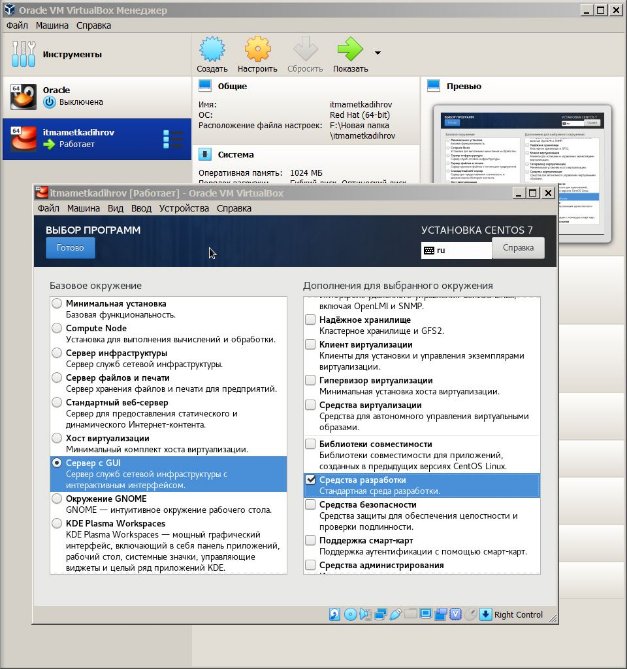 Oracle VM VirtualBox Менеджер
Файл Машина Справка
Инструменты
Создать
Настроить
Сбросить
Показать
64
Oracle
Выключена
64
itmametkadihrov
Работает
Общие
Имя: itmametkadihrov
ОС: Red Hat (64-bit)
Расположение файла настроек: F:\Новая папка
\itmametkadihrov
Система
Оперативная память: 1024 МБ
Превью
itmametkadihrov [Работает] - Oracle VM VirtualBox
Файл Машина Вид Ввод Устройства Справка
ВЫБОР ПРОГРАММ
УСТАНОВКА CENTOS 7
Готово
ru
Справка
Базовое окружение
Минимальная установка
Базовая функциональность.
Compute Node
Установка для выполнения вычислений и обработки.
Сервер инфраструктуры
Сервер служб сетевой инфраструктуры.
Сервер файлов и печати
Сервер хранения файлов и печати для предприятий.
Стандартный веб-сервер
Сервер для предоставления статического и
динамического Интернет-контента.
Хост виртуализации
Минимальный комплект хоста виртуализации.
Сервер с GUI
Сервер служб сетевой инфраструктуры с
интерактивным интерфейсом.
Окружение GNOME
GNOME — интуитивное окружение рабочего стола.
KDE Plasma Workspaces
KDE Plasma Workspaces — мощный графический
интерфейс, включающий в себя панель приложений,
рабочий стол, системные значки, управляющие
виджеты и целый ряд приложений KDE.
Дополнения для выбранного окружения
включая OpenLMI и SNMP.
Надёжное хранилище
Кластерное хранилище и GFS2.
Клиент виртуализации
Клиенты для установки и управления экземплярами
виртуализации.
Гипервизор виртуализации
Минимальная установка хоста виртуализации.
Средства виртуализации
Средства для автономного управления виртуальными
образами.
Библиотеки совместимости
Библиотеки совместимости для приложений,
созданных в предыдущих версиях CentOS Linux.
Средства разработки
Стандартная среда разработки.
Средства безопасности
Средства защиты для обеспечения целостности и
проверки подлинности.
Поддержка смарт-карт
Поддержка аутентификации с помощью смарт-карт.
Средства администрирования
Right Control